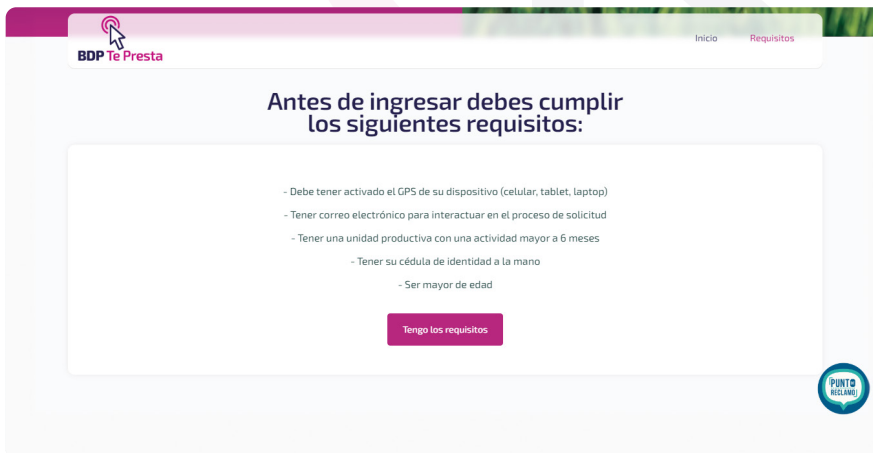 BDP Te Presta
Inicio
Requisitos
Antes de ingresar debes cumplir
los siguientes requisitos:
- Debe tener activado el GPS de su dispositivo (celular, tablet, laptop)
- Tener correo electrónico para interactuar en el proceso de solicitud
- Tener una unidad productiva con una actividad mayor a 6 meses
- Tener su cédula de identidad a la mano
- Ser mayor de edad
Tengo los requisitos
PUNTO
RECLAMO